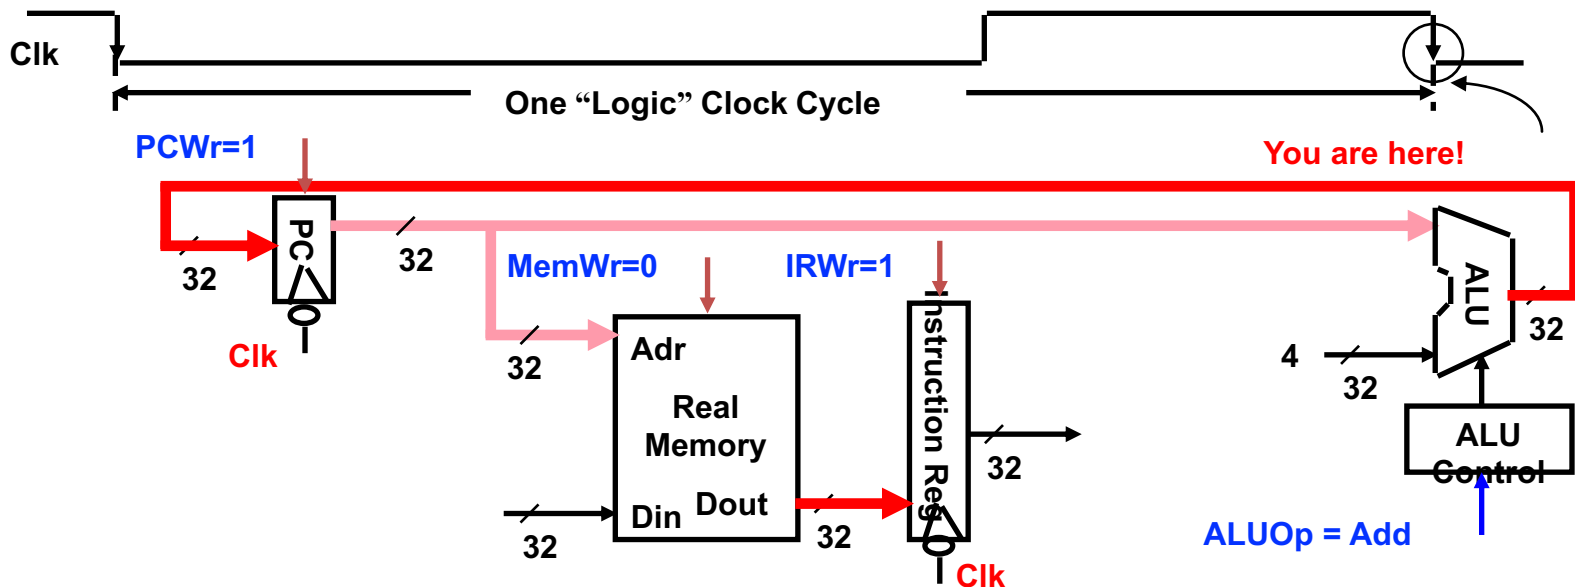 Clk
One “Logic” Clock Cycle
PCWr=1
You are here!
PC
32
32
MemWr=0
IRWr=1
ALU
32
Clk
32
Adr
4
32
Real
Memory
Instruction Reg
ALU
Control
32
Din
Dout
32
32
ALUOp = Add
Clk